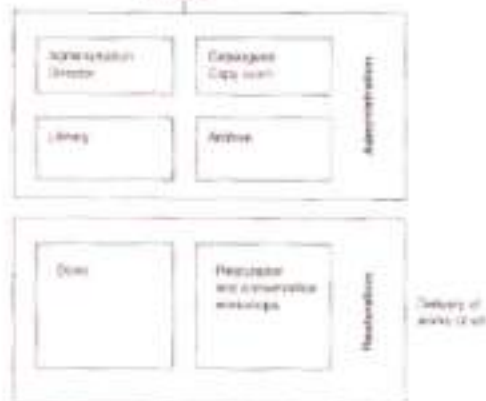 Administration
Director
Catalogues
Copy room
Library
Archive
Administration
Restoration
and conservation
workshops
Restoration
Delivery of
works of art